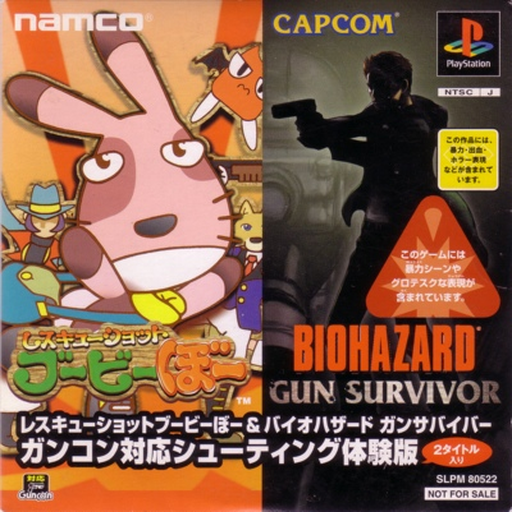 namco®
CAPCOM®
PlayStation
NTSC J
この作品には、
暴力・出血・
ホラー表現
などが含まれて
います。
このゲームには
暴力シーンや
グロテスクな表現が
含まれています。
レスキューショット
ブービーぼー
TM
BIOHAZARD®
GUN SURVIVOR
レスキューショットブービーぼー&バイオハザード ガンサバイバー
ガンコン対応シューティング体験版
2タイトル
入り
対応
GunCon
SLPM 80522
NOT FOR SALE